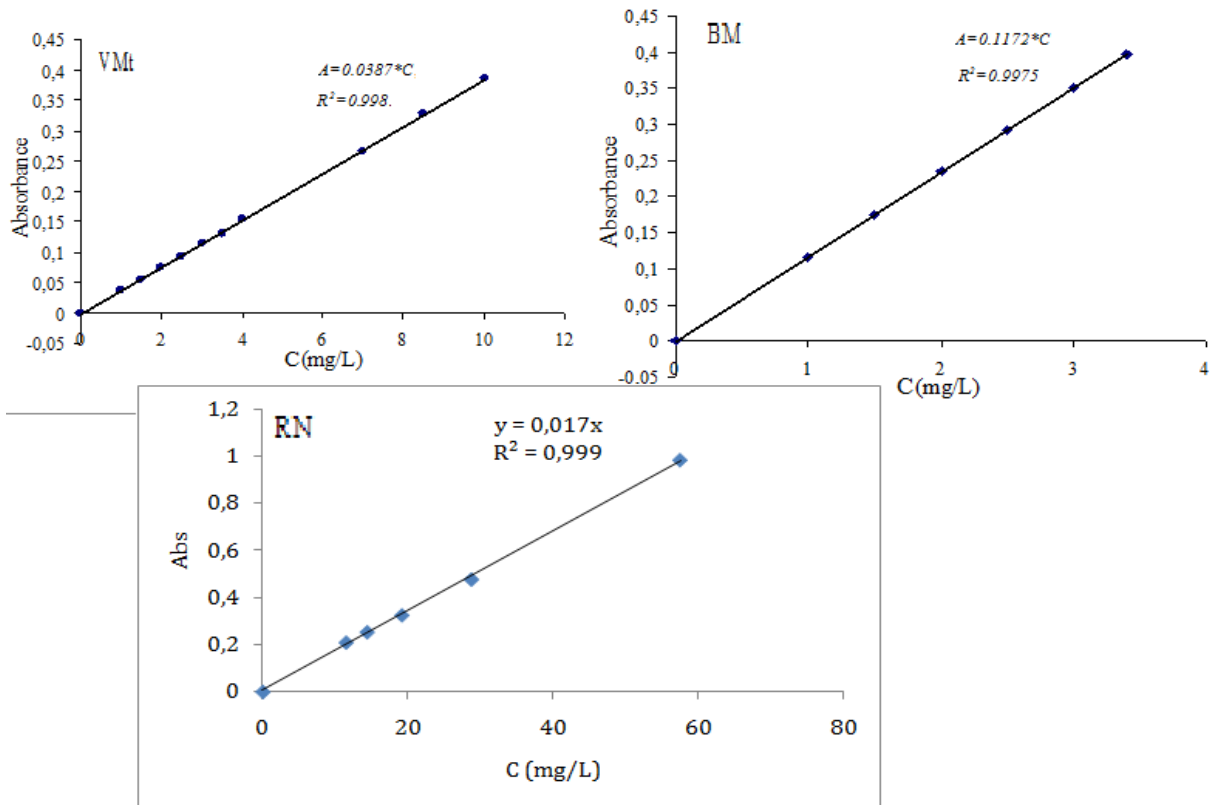 VMt
A=0.0387*C
R²=0.998.
0,45
0,4
0,35
0,3
0,25
0,2
0,15
0,1
0,05
0
-0,05
Absorbance
0 2 4 6 8 10 12
C(mg/L)
BM
A=0.1172*C
R²=0.9975
0,45
0,4
0,35
0,3
0,25
0,2
0,15
0,1
0,05
0
-0.05
Absorbance
0 1 2 3 4
C(mg/L)
RN
y = 0,017x
R² = 0,999
1,2
1
0,8
0,6
0,4
0,2
0
Abs
0 20 40 60 80
C (mg/L)